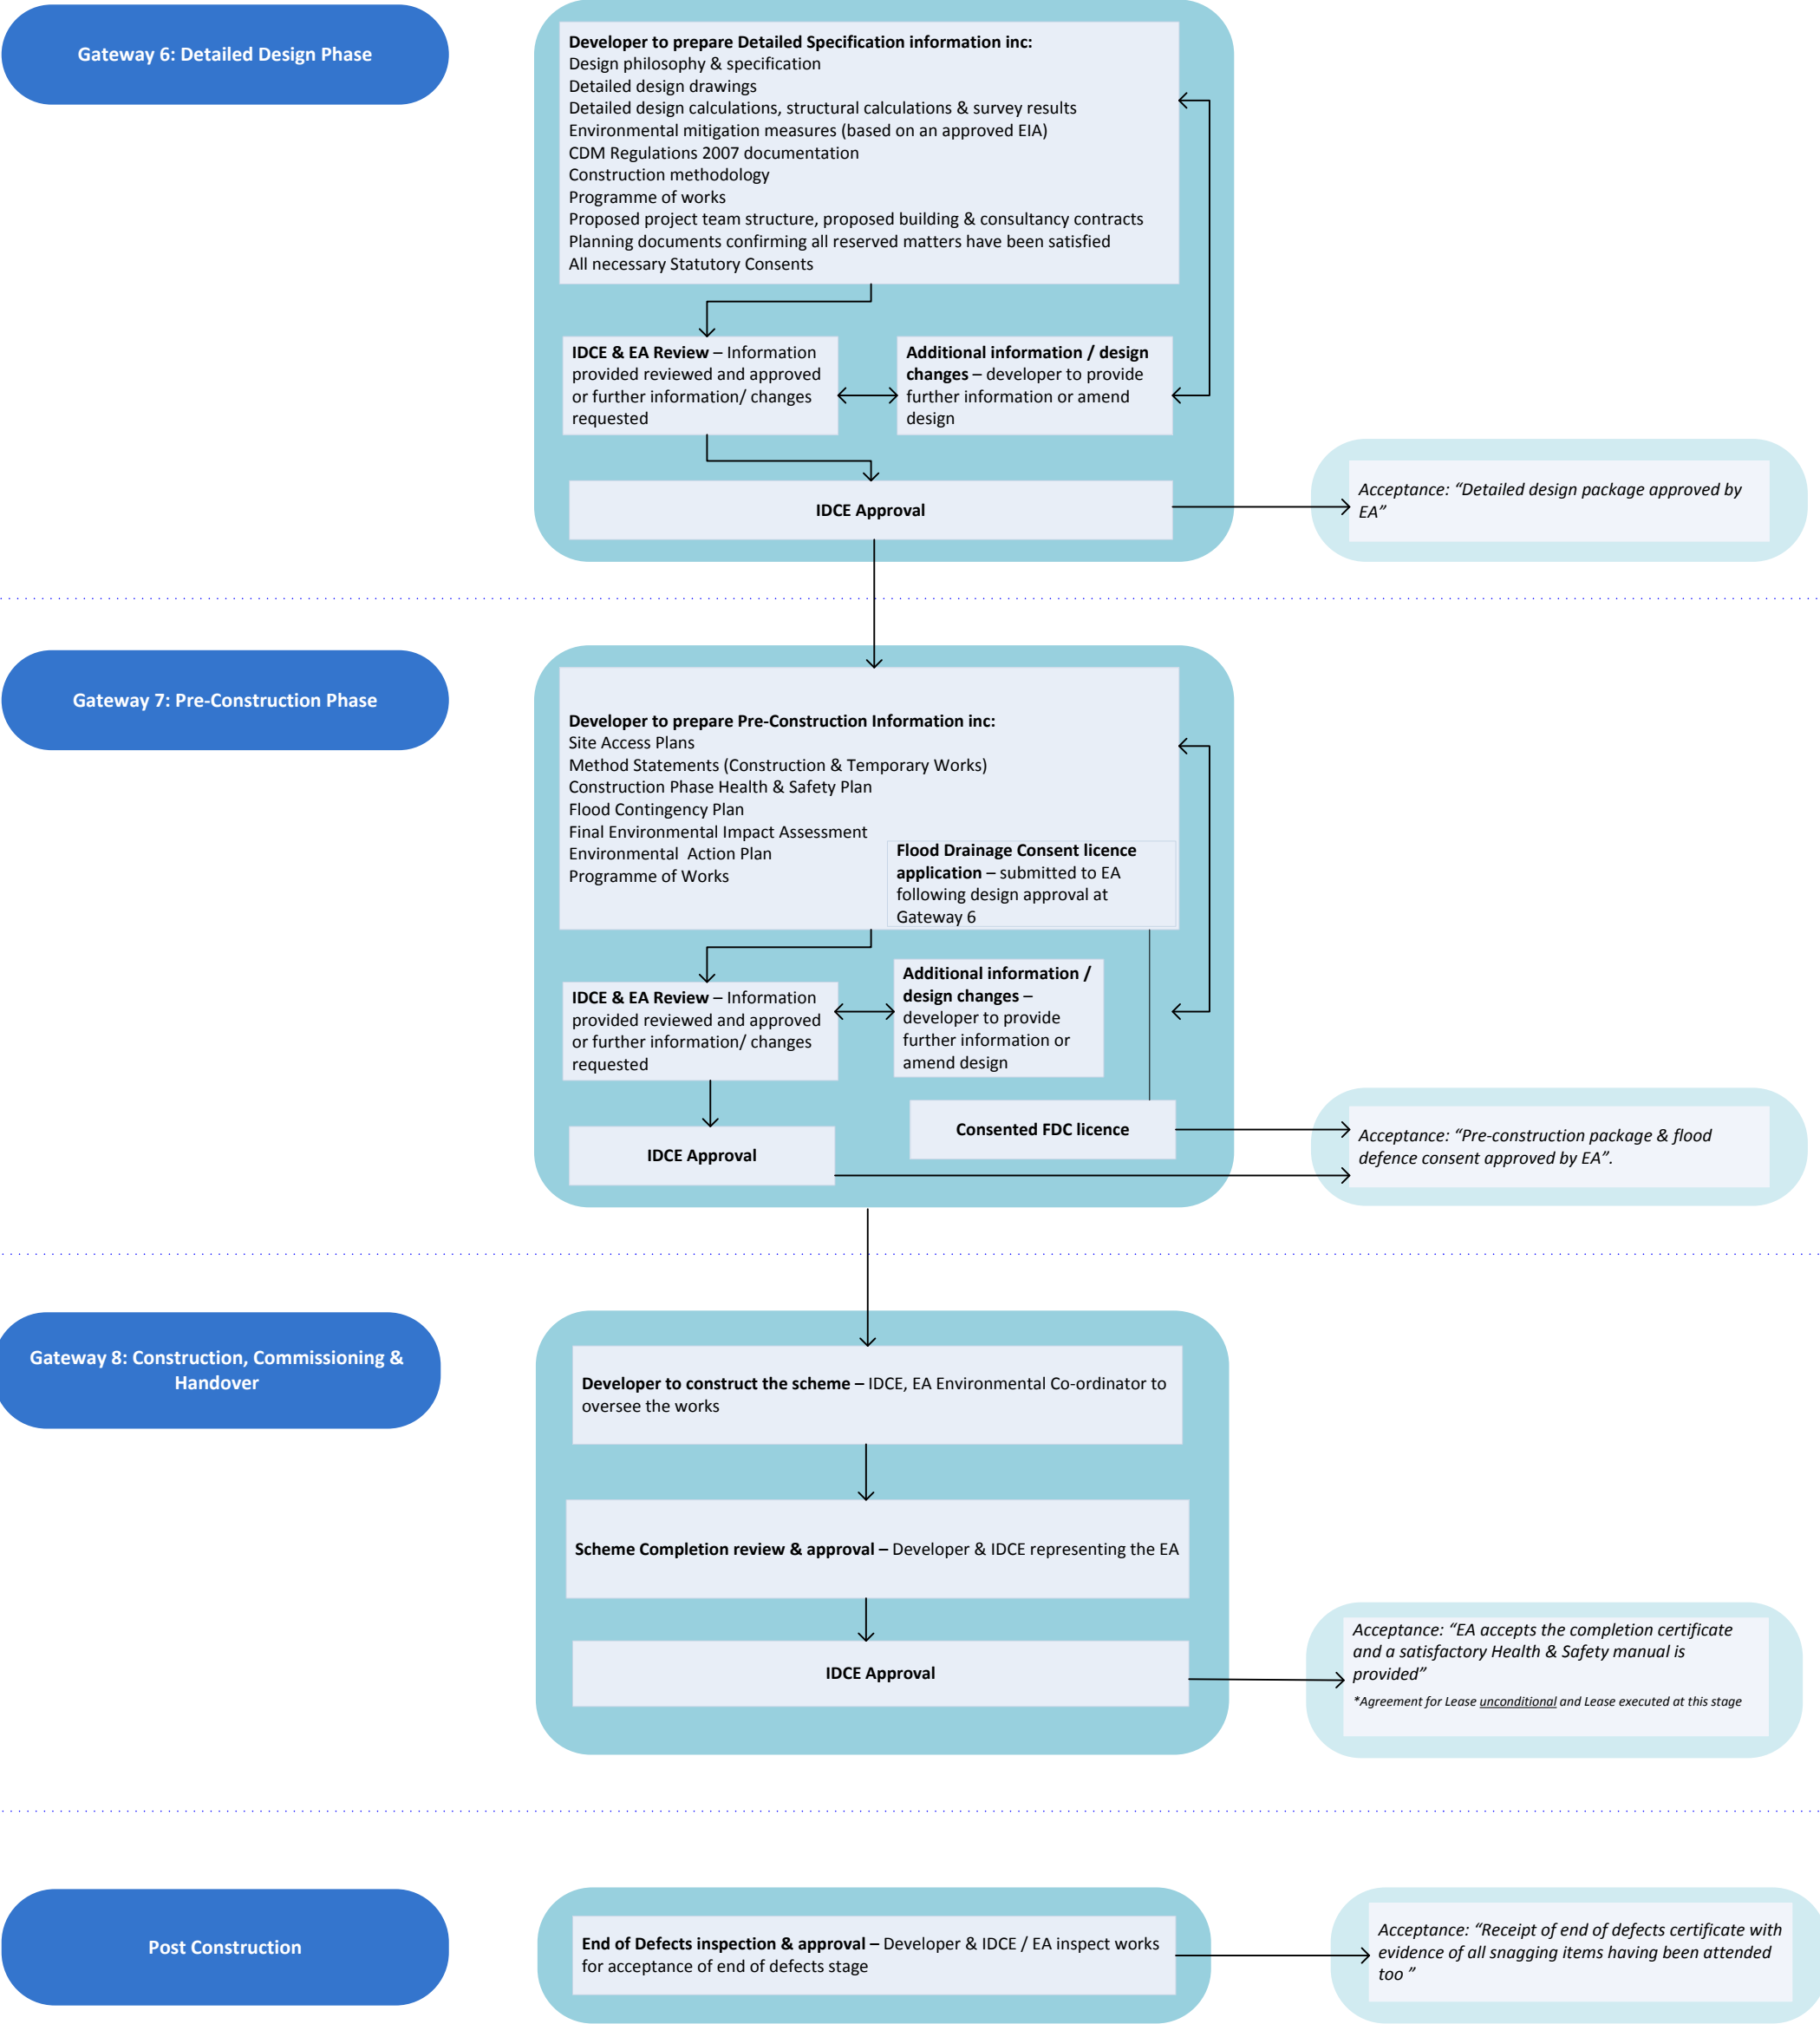 Gateway 6: Detailed Design Phase
Developer to prepare Detailed Specification information inc:
Design philosophy & specification
Detailed design drawings
Detailed design calculations, structural calculations & survey results
Environmental mitigation measures (based on an approved EIA)
CDM Regulations 2007 documentation
Construction methodology
Programme of works
Proposed project team structure, proposed building & consultancy contracts
Planning documents confirming all reserved matters have been satisfied
All necessary Statutory Consents
IDCE & EA Review – Information
provided reviewed and approved
or further information/ changes
requested
Additional information / design
changes – developer to provide
further information or amend
design
IDCE Approval
Acceptance: “Detailed design package approved by
EA”
Gateway 7: Pre-Construction Phase
Developer to prepare Pre-Construction Information inc:
Site Access Plans
Method Statements (Construction & Temporary Works)
Construction Phase Health & Safety Plan
Flood Contingency Plan
Final Environmental Impact Assessment
Environmental  Action Plan
Programme of Works
Flood Drainage Consent licence
application – submitted to EA
following design approval at
Gateway 6
IDCE & EA Review – Information
provided reviewed and approved
or further information/ changes
requested
Additional information /
design changes –
developer to provide
further information or
amend design
IDCE Approval
Consented FDC licence
Acceptance: “Pre-construction package & flood
defence consent approved by EA”.
Gateway 8: Construction, Commissioning &
Handover
Developer to construct the scheme – IDCE, EA Environmental Co-ordinator to
oversee the works
Scheme Completion review & approval – Developer & IDCE representing the EA
IDCE Approval
Acceptance: “EA accepts the completion certificate
and a satisfactory Health & Safety manual is
provided”
*Agreement for Lease unconditional and Lease executed at this stage
Post Construction
End of Defects inspection & approval – Developer & IDCE / EA inspect works
for acceptance of end of defects stage
Acceptance: “Receipt of end of defects certificate with
evidence of all snagging items having been attended
too ”